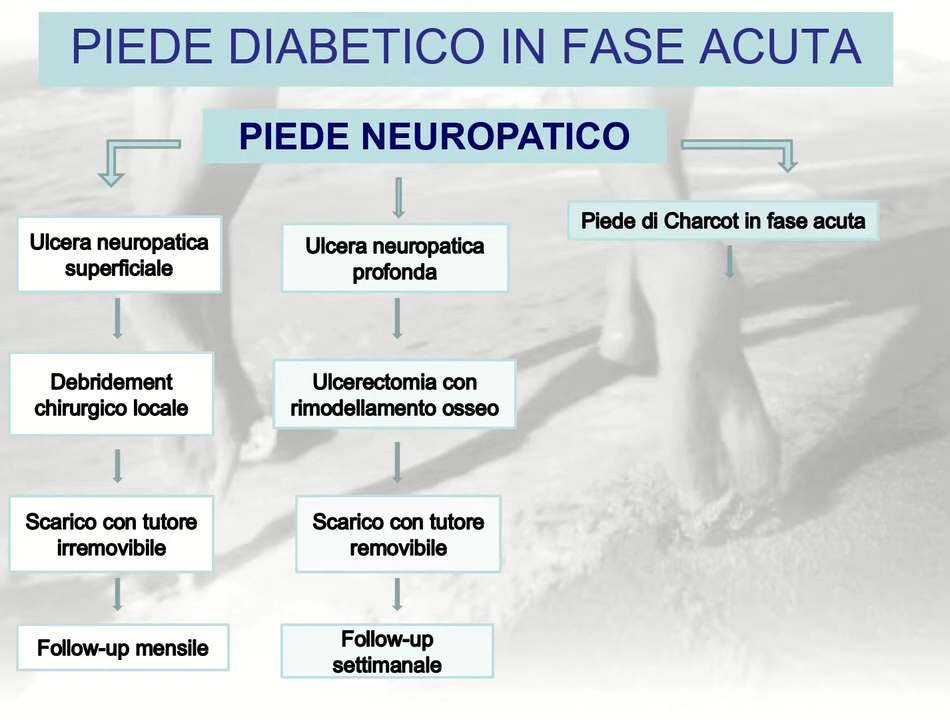 PIEDE DIABETICO IN FASE ACUTA
PIEDE NEUROPATICO
Ulcera neuropatica
superficiale
Debridement
chirurgico locale
Scarico con tutore
irremovibile
Follow-up mensile
Ulcera neuropatica
profonda
Ulcerectomia con
rimodellamento osseo
Scarico con tutore
removibile
Follow-up
settimanale
Piede di Charcot in fase acuta